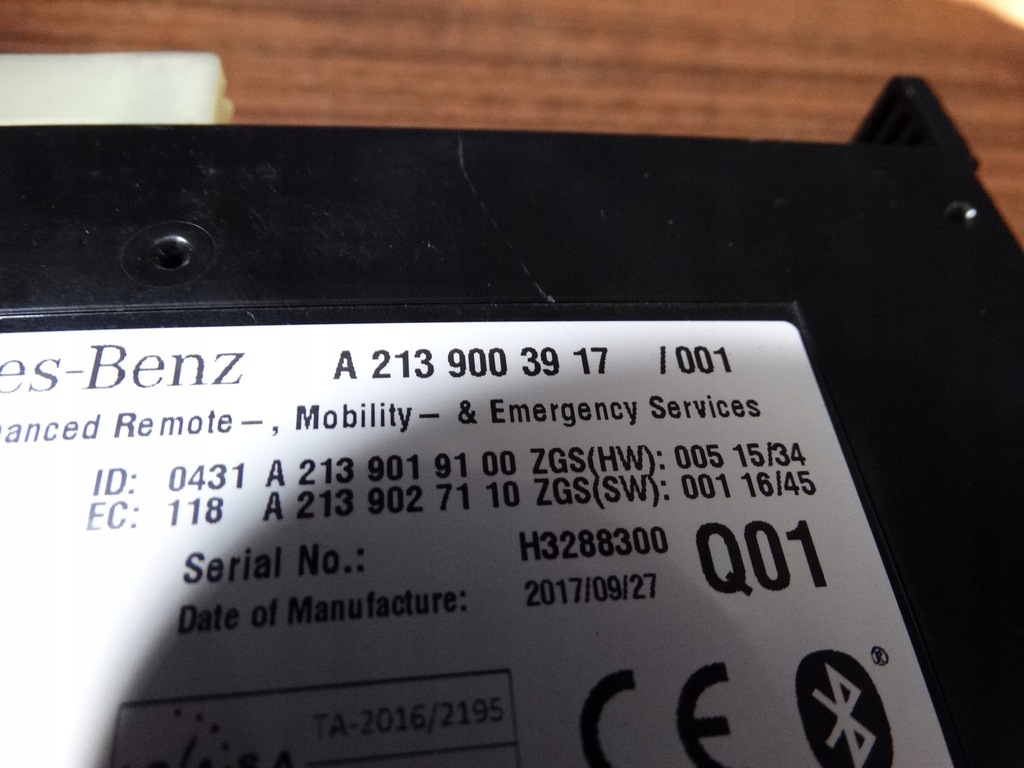 es-Benz A 213 900 39 17 /001
anced Remote-, Mobility- & Emergency Services
ID: 0431 A 213 901 91 00 ZGS(HW): 005 15/34
EC: 118 A 213 902 71 10 ZGS(SW): 001 16/45
Serial No.: H3288300 Q01
Date of Manufacture: 2017/09/27
®
TA-2016/2195
CE